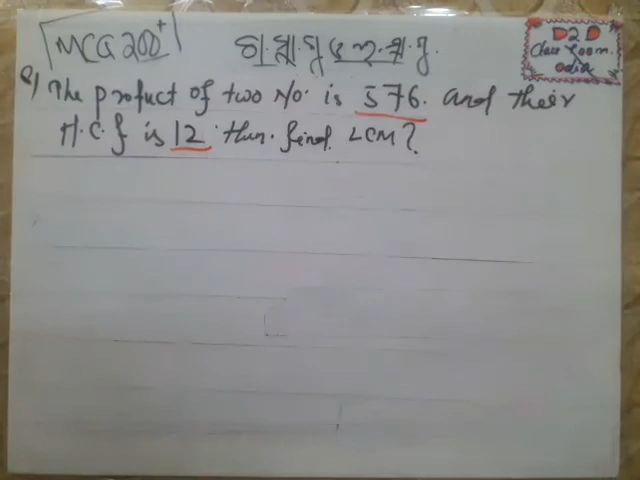 MCQ 200+
ଗ.ସା.ଗୁ ଓ ଲ.ସା.ଗୁ.
D2D
Class room.
Odia
Q) The product of two No. is 576. and their
H.C.f is 12 then find LCM?